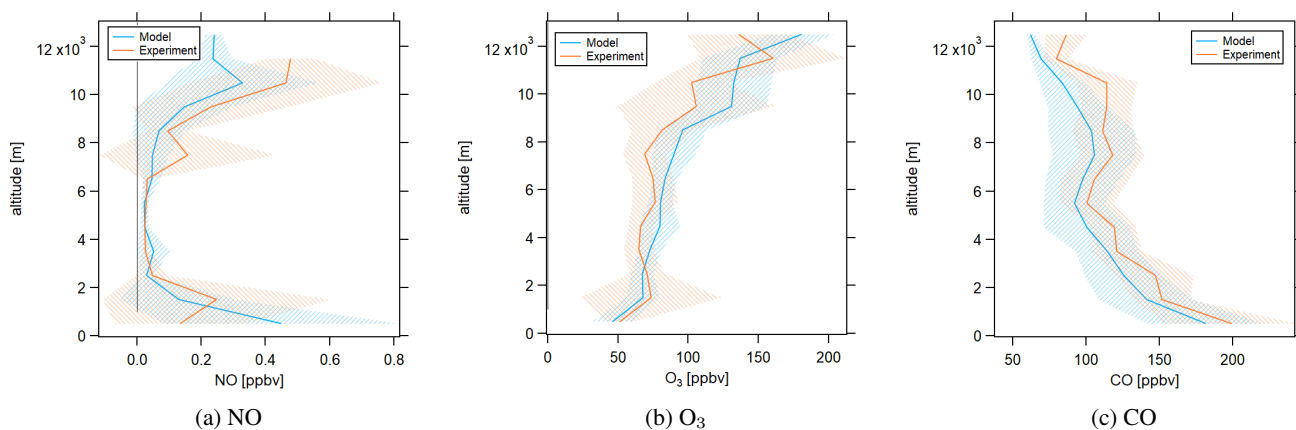 12 x10³
10
8
6
4
2
0
altitude [m]
0.0 0.2 0.4 0.6 0.8
NO [ppbv]
Model
Experiment
(a) NO
12 x10³
10
8
6
4
2
0
altitude [m]
0 50 100 150 200
O₃ [ppbv]
Model
Experiment
(b) O₃
12 x10³
10
8
6
4
2
0
altitude [m]
50 100 150 200
CO [ppbv]
Model
Experiment
(c) CO